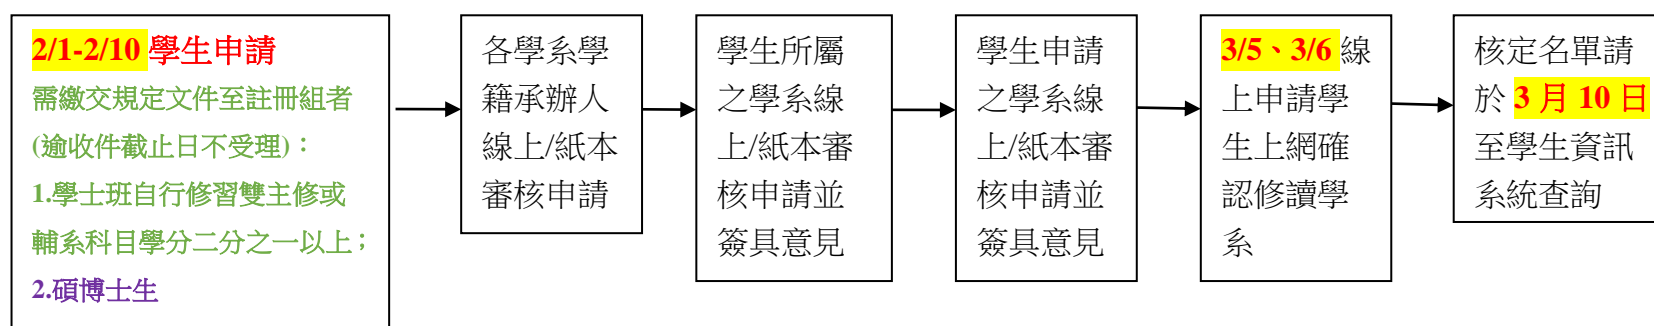 2/1-2/10 學生申請
需繳交規定文件至註冊組者
(逾收件截止日不受理)：
1.學士班自行修習雙主修或
輔系科目學分二分之一以上；
2.碩博士生
各學系學
籍承辦人
線上/紙本
審核申請
學生所屬
之學系線
上/紙本審
核申請並
簽具意見
學生申請
之學系線
上/紙本審
核申請並
簽具意見
3/5、3/6 線
上申請學
生上網確
認修讀學
系
核定名單請
於 3 月 10 日
至學生資訊
系統查詢